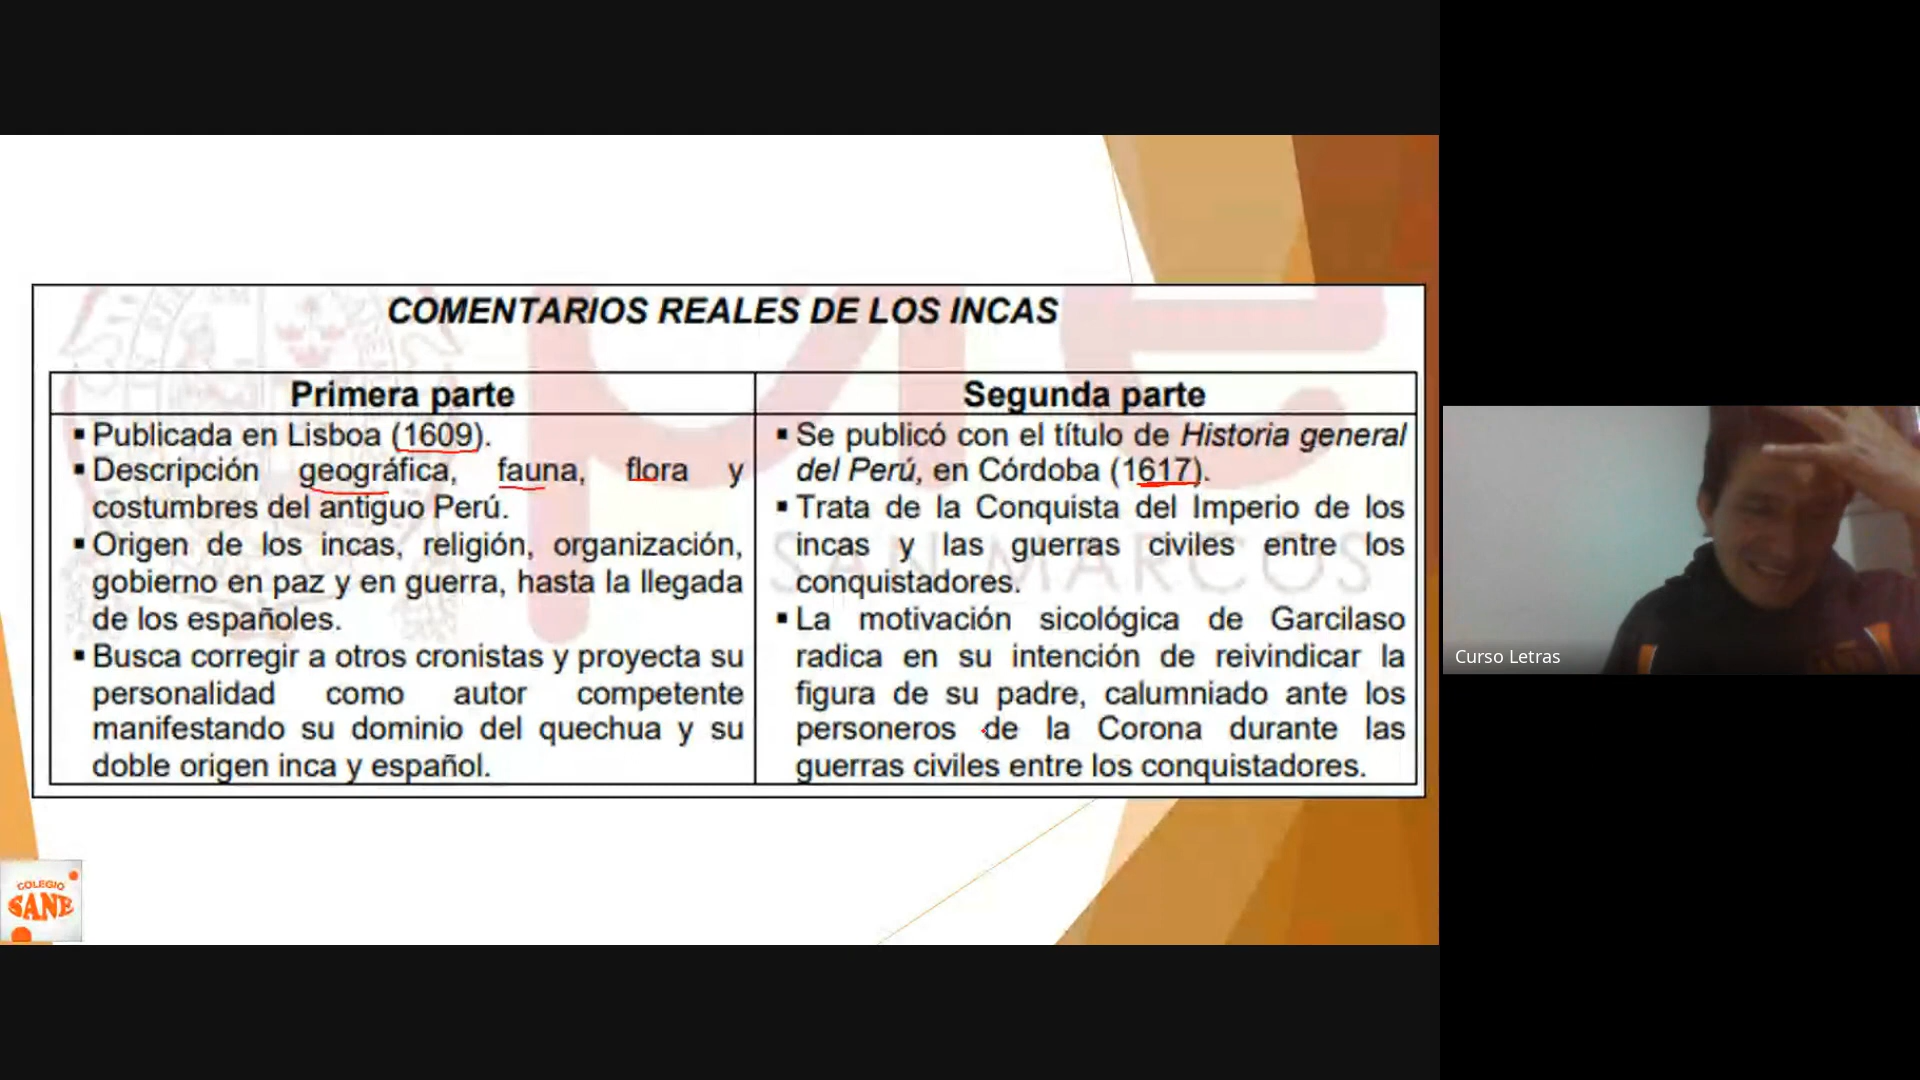 COMENTARIOS REALES DE LOS INCAS
Primera parte
▪ Publicada en Lisboa (1609).
▪ Descripción geográfica, fauna, flora y
costumbres del antiguo Perú.
▪ Origen de los incas, religión, organización,
gobierno en paz y en guerra, hasta la llegada
de los españoles.
▪ Busca corregir a otros cronistas y proyecta su
personalidad como autor competente
manifestando su dominio del quechua y su
doble origen inca y español.
Segunda parte
▪ Se publicó con el título de Historia general
del Perú, en Córdoba (1617).
▪ Trata de la Conquista del Imperio de los
incas y las guerras civiles entre los
conquistadores.
▪ La motivación sicológica de Garcilaso
radica en su intención de reivindicar la
figura de su padre, calumniado ante los
personeros de la Corona durante las
guerras civiles entre los conquistadores.
pre
SAN MARCOS
COLEGIO
SANE
Curso Letras